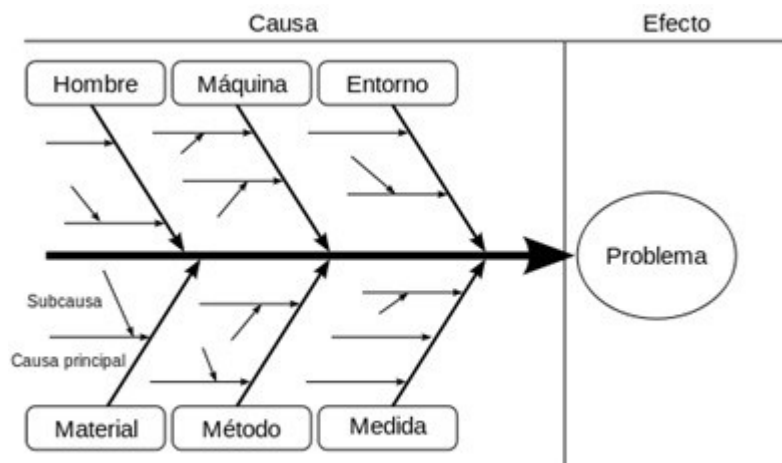 Causa
Efecto
Hombre
Máquina
Entorno
Problema
Subcausa
Causa principal
Material
Método
Medida